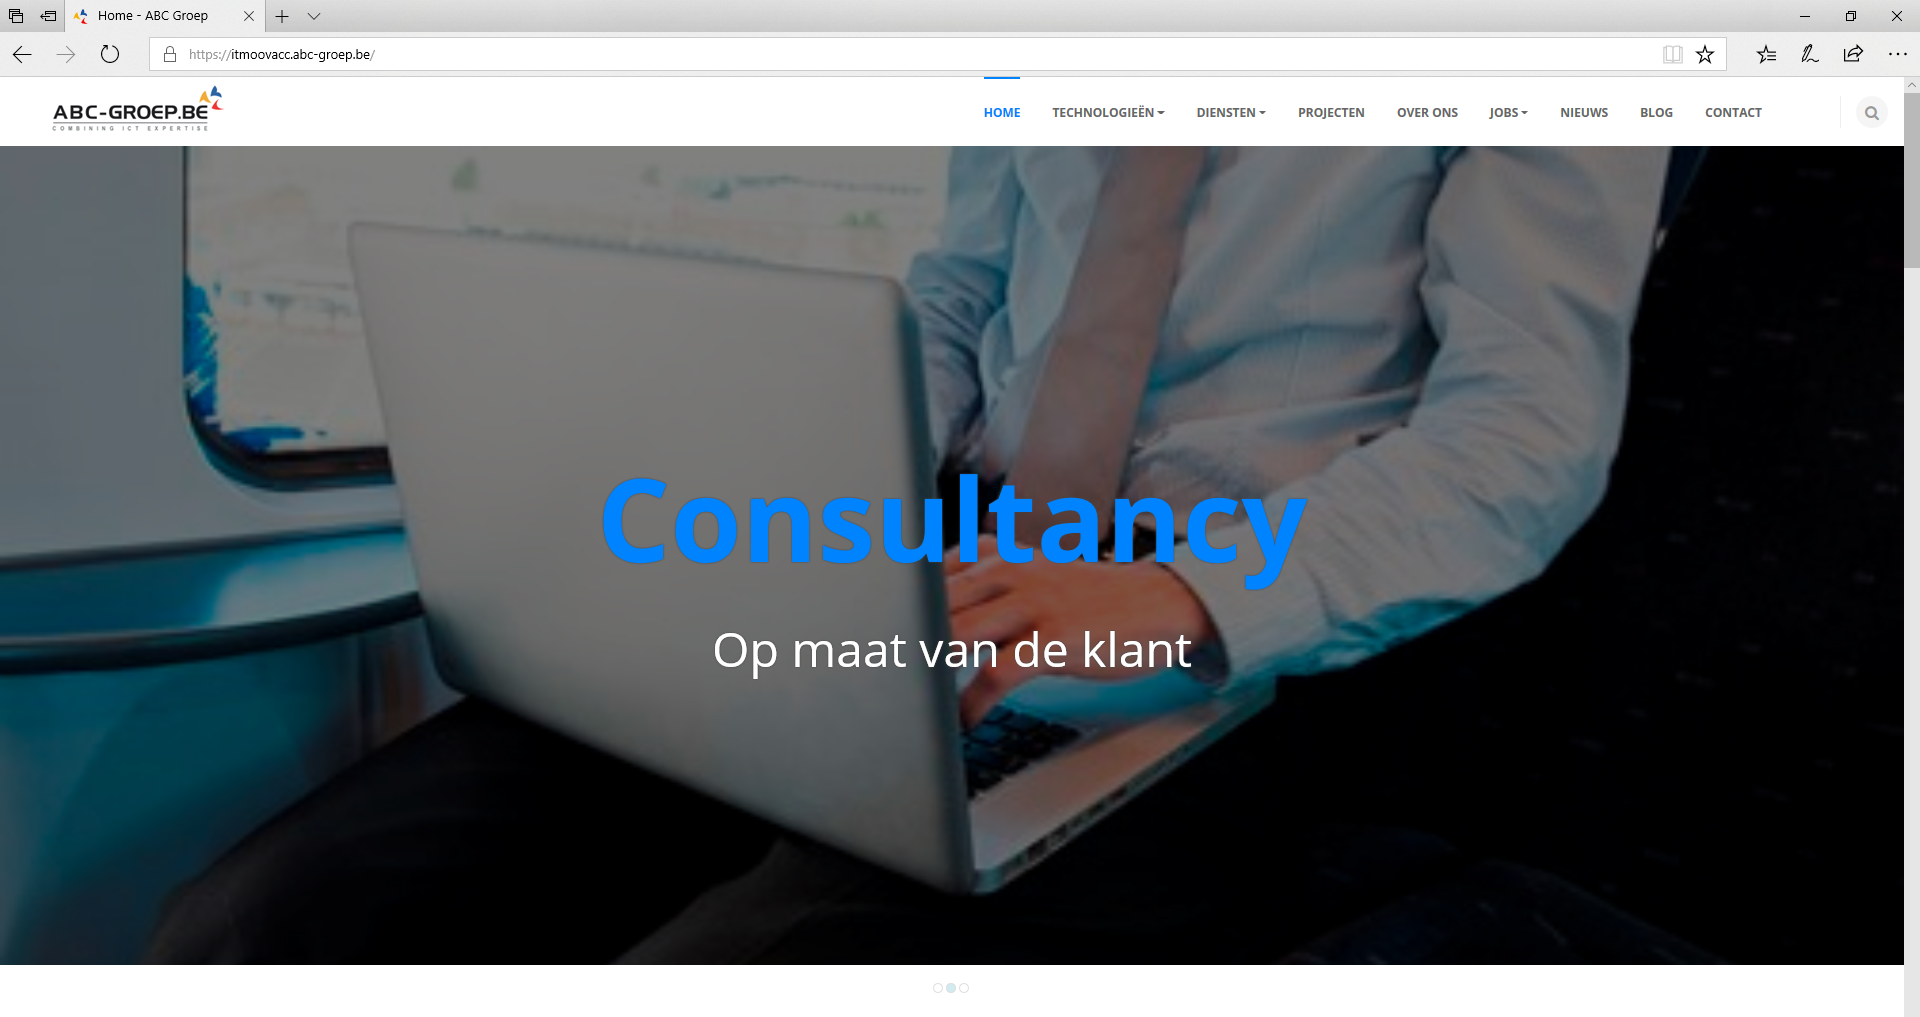 Home - ABC Groep
https://itmoovacc.abc-groep.be/
ABC-GROEP.BE
COMBINING ICT EXPERTISE
HOME TECHNOLOGIEËN DIENSTEN PROJECTEN OVER ONS JOBS NIEUWS BLOG CONTACT
Consultancy
Op maat van de klant